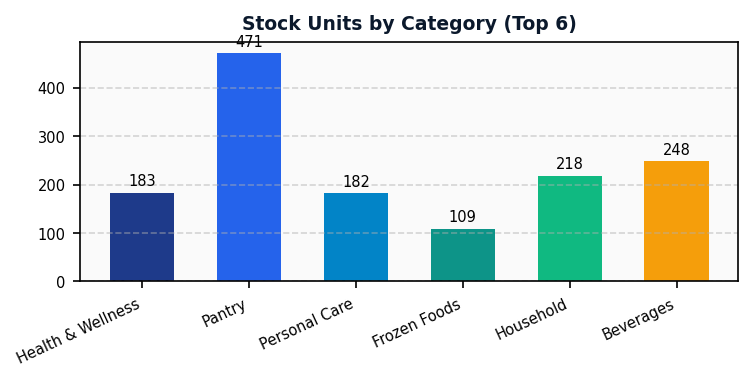 Stock Units by Category (Top 6)
471
400
300
248
218
200
183
182
109
100
0
Health & Wellness
Pantry
Personal Care
Frozen Foods
Household
Beverages